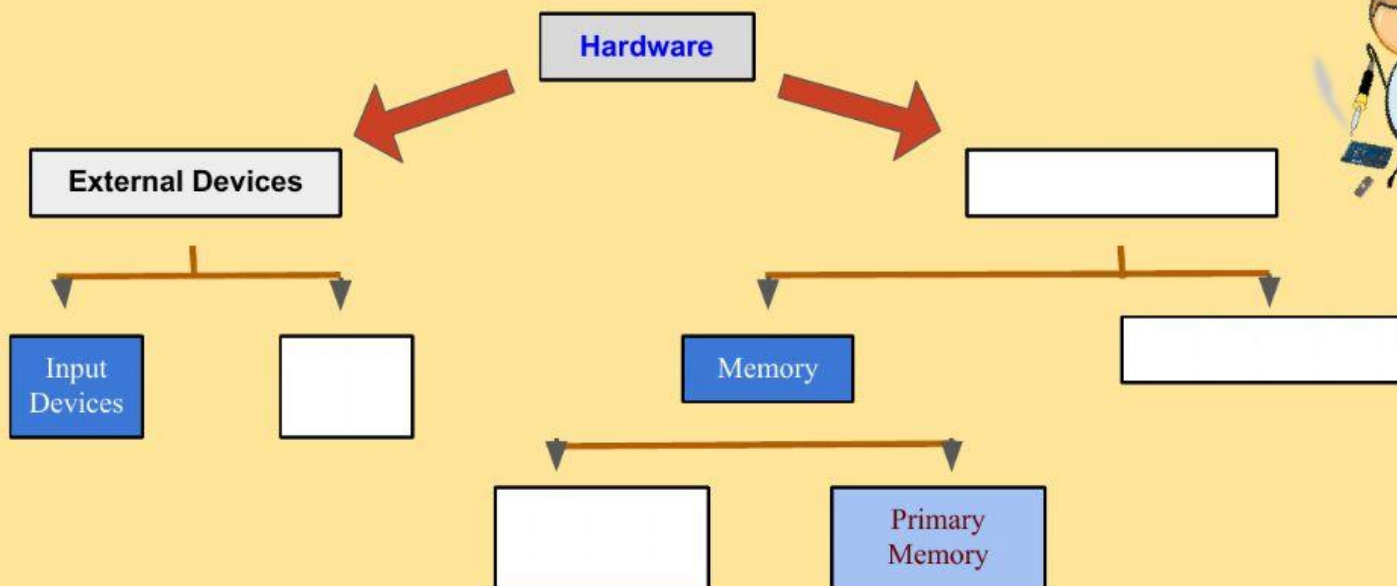 Hardware
External Devices
Input
Devices
Memory
Primary
Memory